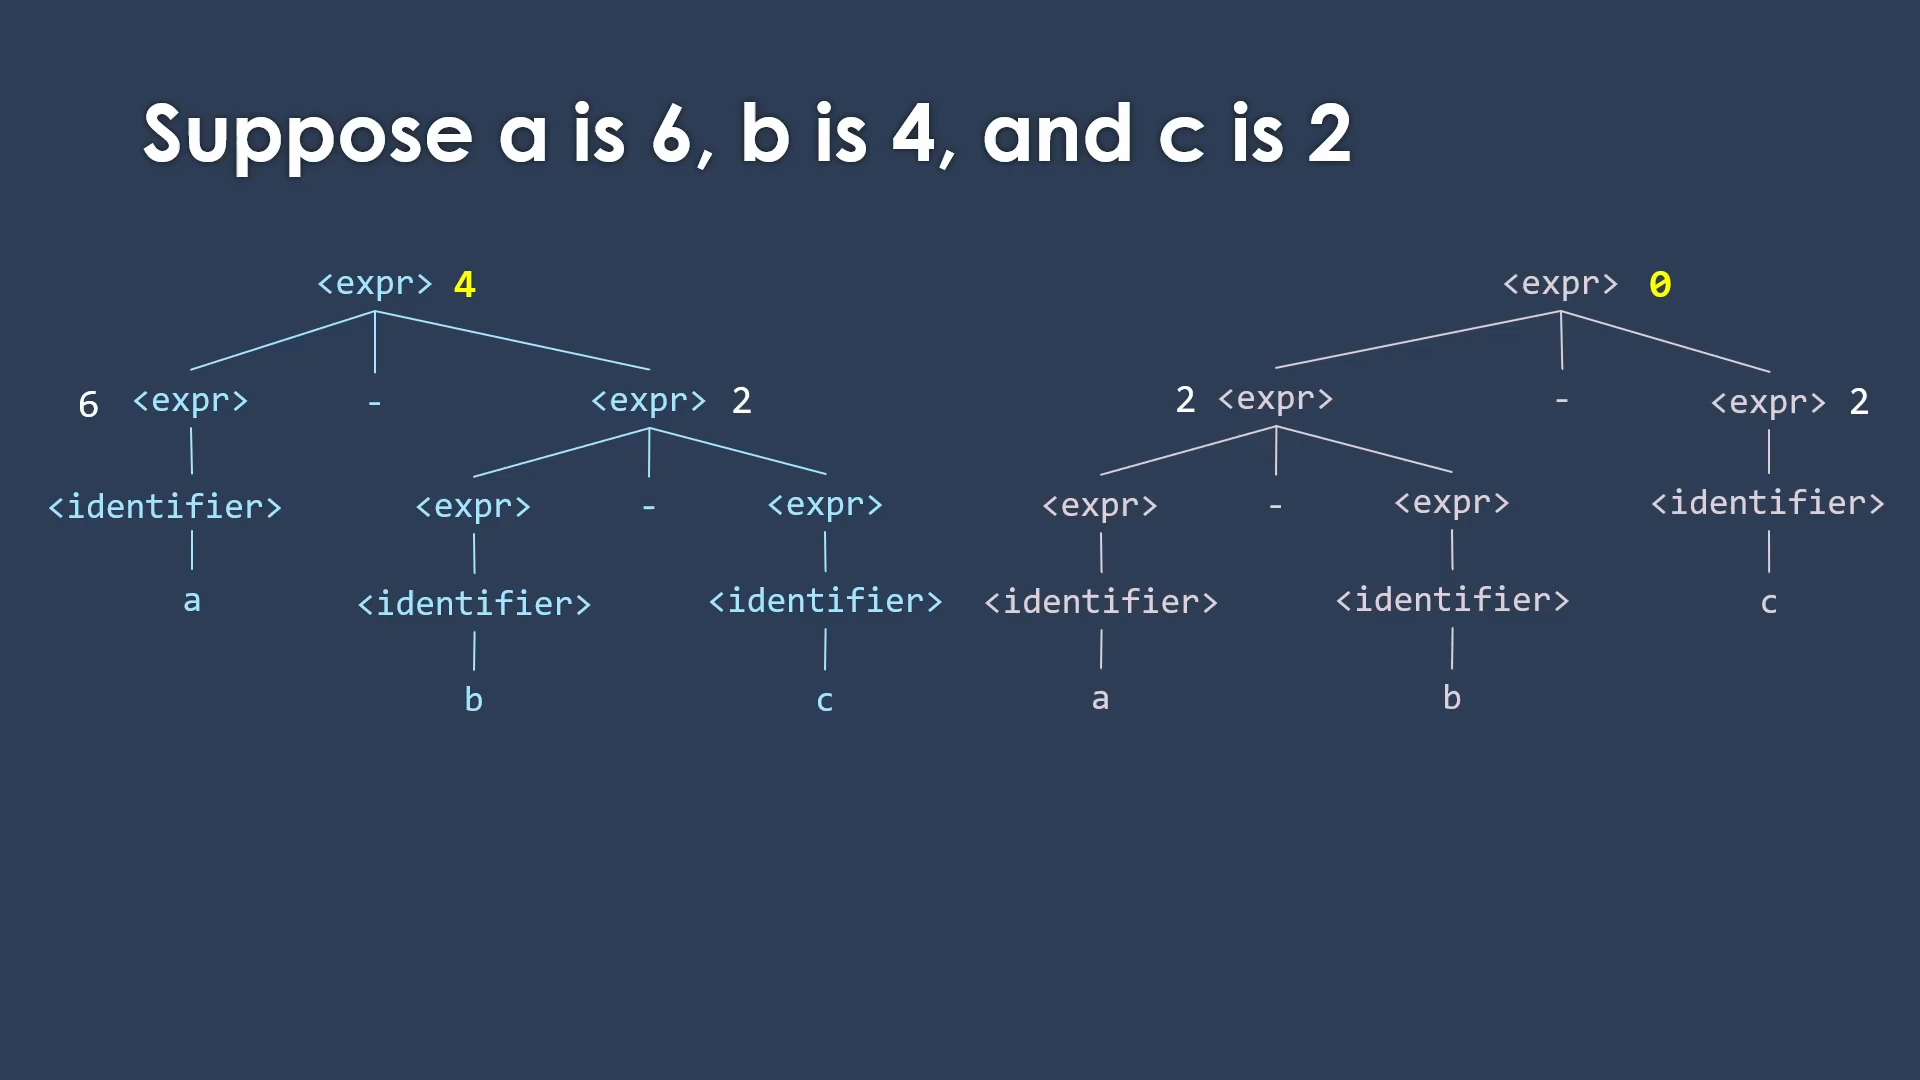 Suppose a is 6, b is 4, and c is 2
<expr> 4
6 <expr> - <expr> 2
<identifier> <expr> - <expr>
a <identifier> <identifier>
b c
<expr> 0
2 <expr> - <expr> 2
<expr> - <expr> <identifier>
<identifier> <identifier> c
a b